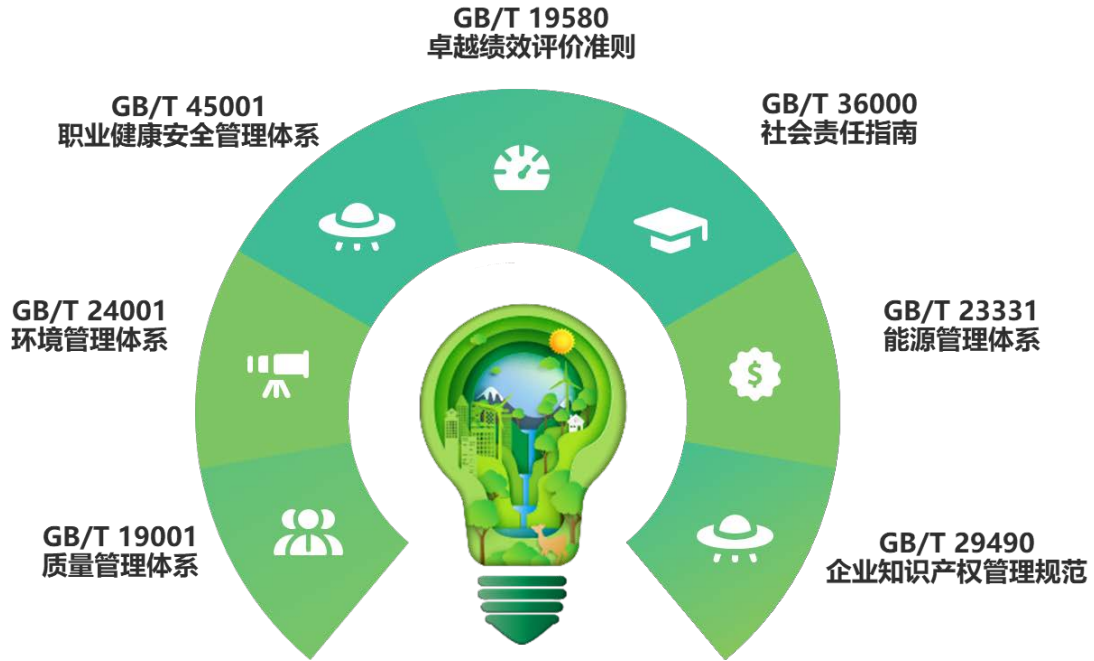 GB/T 19580
卓越绩效评价准则
GB/T 45001
职业健康安全管理体系
GB/T 36000
社会责任指南
GB/T 24001
环境管理体系
GB/T 23331
能源管理体系
GB/T 19001
质量管理体系
GB/T 29490
企业知识产权管理规范
$